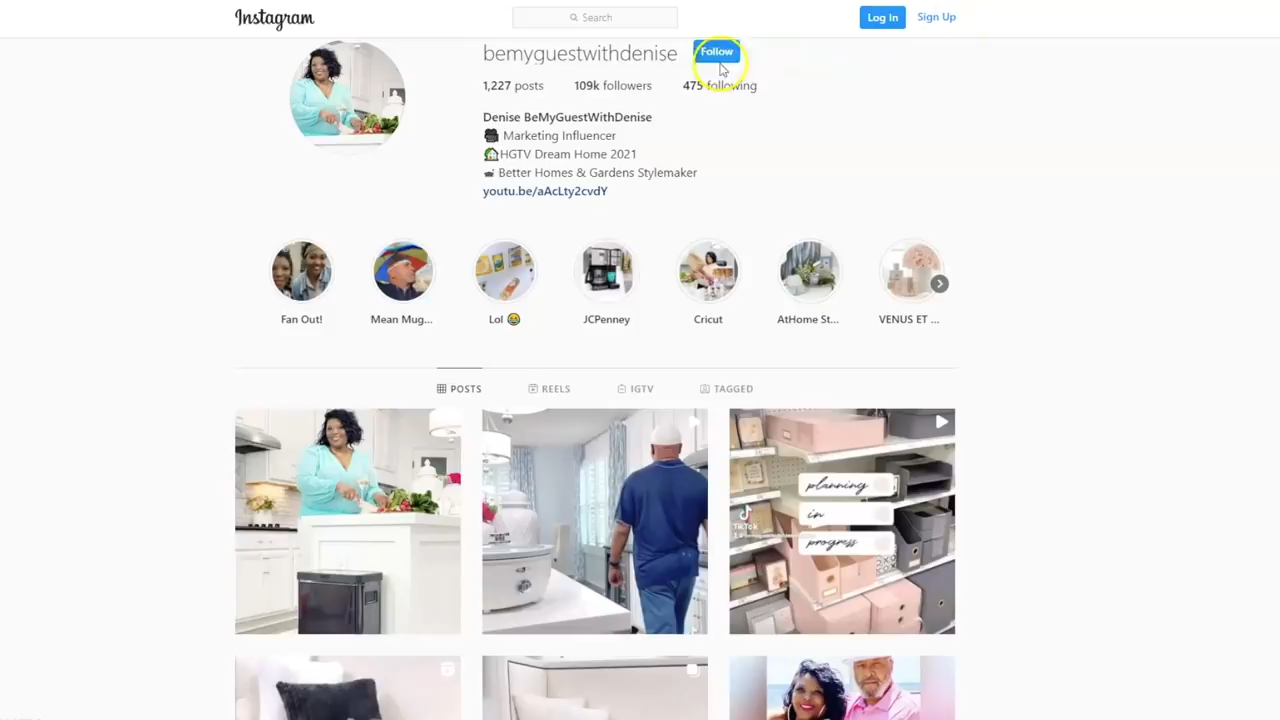 Instagram
Search
Log In
Sign Up
bemyguestwithdenise
Follow
1,227 posts
109k followers
475 following
Denise BeMyGuestWithDenise
🎥 Marketing Influencer
🏡HGTV Dream Home 2021
Better Homes & Gardens Stylemaker
youtu.be/aAcLty2cvdY
Fan Out!
Mean Mug...
Lol 😂
JCPenney
Cricut
AtHome St...
VENUS ET ...
POSTS
REELS
IGTV
TAGGED
planning
in
progress
TikTok